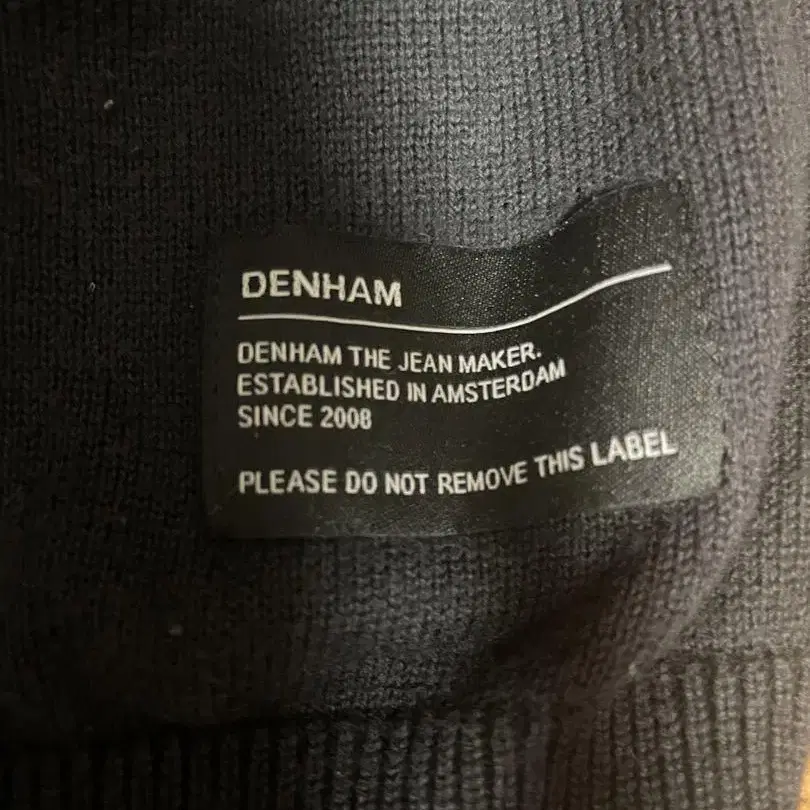 DENHAM
DENHAM THE JEAN MAKER.
ESTABLISHED IN AMSTERDAM
SINCE 2008
PLEASE DO NOT REMOVE THIS LABEL